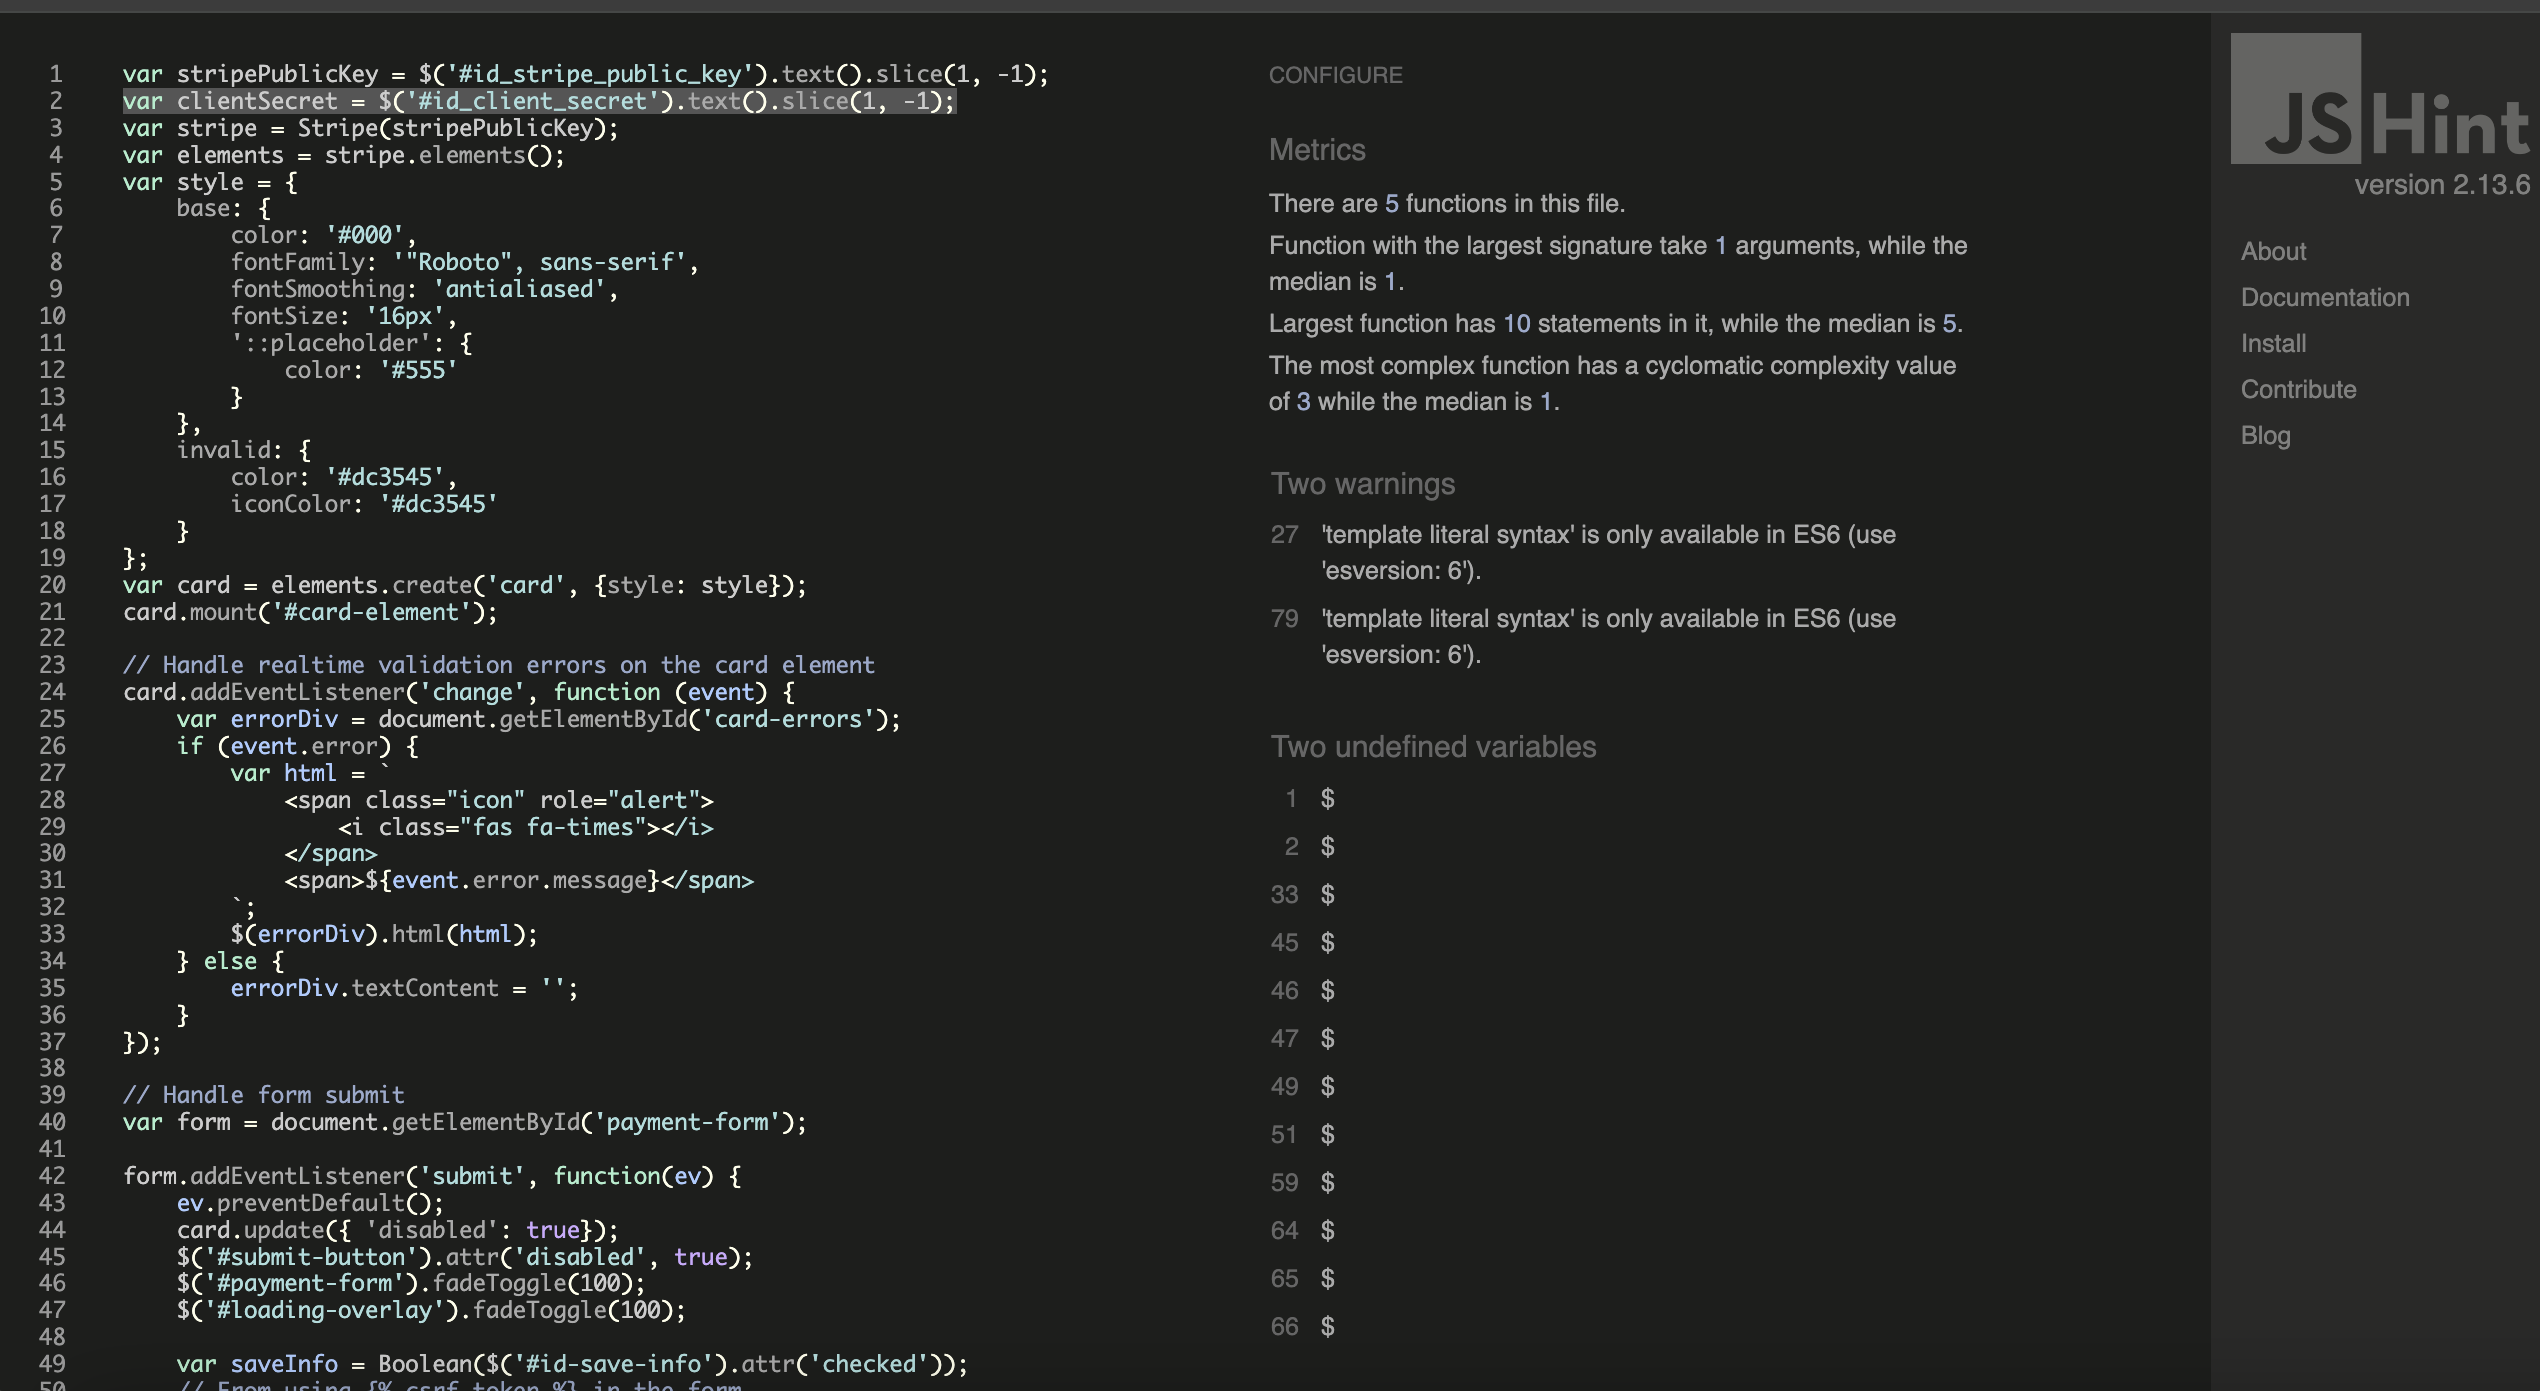 1 var stripePublicKey = $('#id_stripe_public_key').text().slice(1, -1);
2 var clientSecret = $('#id_client_secret').text().slice(1, -1);
3 var stripe = Stripe(stripePublicKey);
4 var elements = stripe.elements();
5 var style = {
6 base: {
7 color: '#000',
8 fontFamily: '"Roboto", sans-serif',
9 fontSmoothing: 'antialiased',
10 fontSize: '16px',
11 '::placeholder': {
12 color: '#555'
13 }
14 },
15 invalid: {
16 color: '#dc3545',
17 iconColor: '#dc3545'
18 }
19 };
20 var card = elements.create('card', {style: style});
21 card.mount('#card-element');
22
23 // Handle realtime validation errors on the card element
24 card.addEventListener('change', function (event) {
25 var errorDiv = document.getElementById('card-errors');
26 if (event.error) {
27 var html = `
28 <span class="icon" role="alert">
29 <i class="fas fa-times"></i>
30 </span>
31 <span>${event.error.message}</span>
32 `;
33 $(errorDiv).html(html);
34 } else {
35 errorDiv.textContent = '';
36 }
37 });
38
39 // Handle form submit
40 var form = document.getElementById('payment-form');
41
42 form.addEventListener('submit', function(ev) {
43 ev.preventDefault();
44 card.update({ 'disabled': true});
45 $('#submit-button').attr('disabled', true);
46 $('#payment-form').fadeToggle(100);
47 $('#loading-overlay').fadeToggle(100);
48
49 var saveInfo = Boolean($('#id-save-info').attr('checked'));
50 // From using {% csrf_token %} in the form
CONFIGURE
Metrics
There are 5 functions in this file.
Function with the largest signature take 1 arguments, while the
median is 1.
Largest function has 10 statements in it, while the median is 5.
The most complex function has a cyclomatic complexity value
of 3 while the median is 1.
Two warnings
27 'template literal syntax' is only available in ES6 (use
'esversion: 6').
79 'template literal syntax' is only available in ES6 (use
'esversion: 6').
Two undefined variables
1 $
2 $
33 $
45 $
46 $
47 $
49 $
51 $
59 $
64 $
65 $
66 $
JSHint
version 2.13.6
About
Documentation
Install
Contribute
Blog